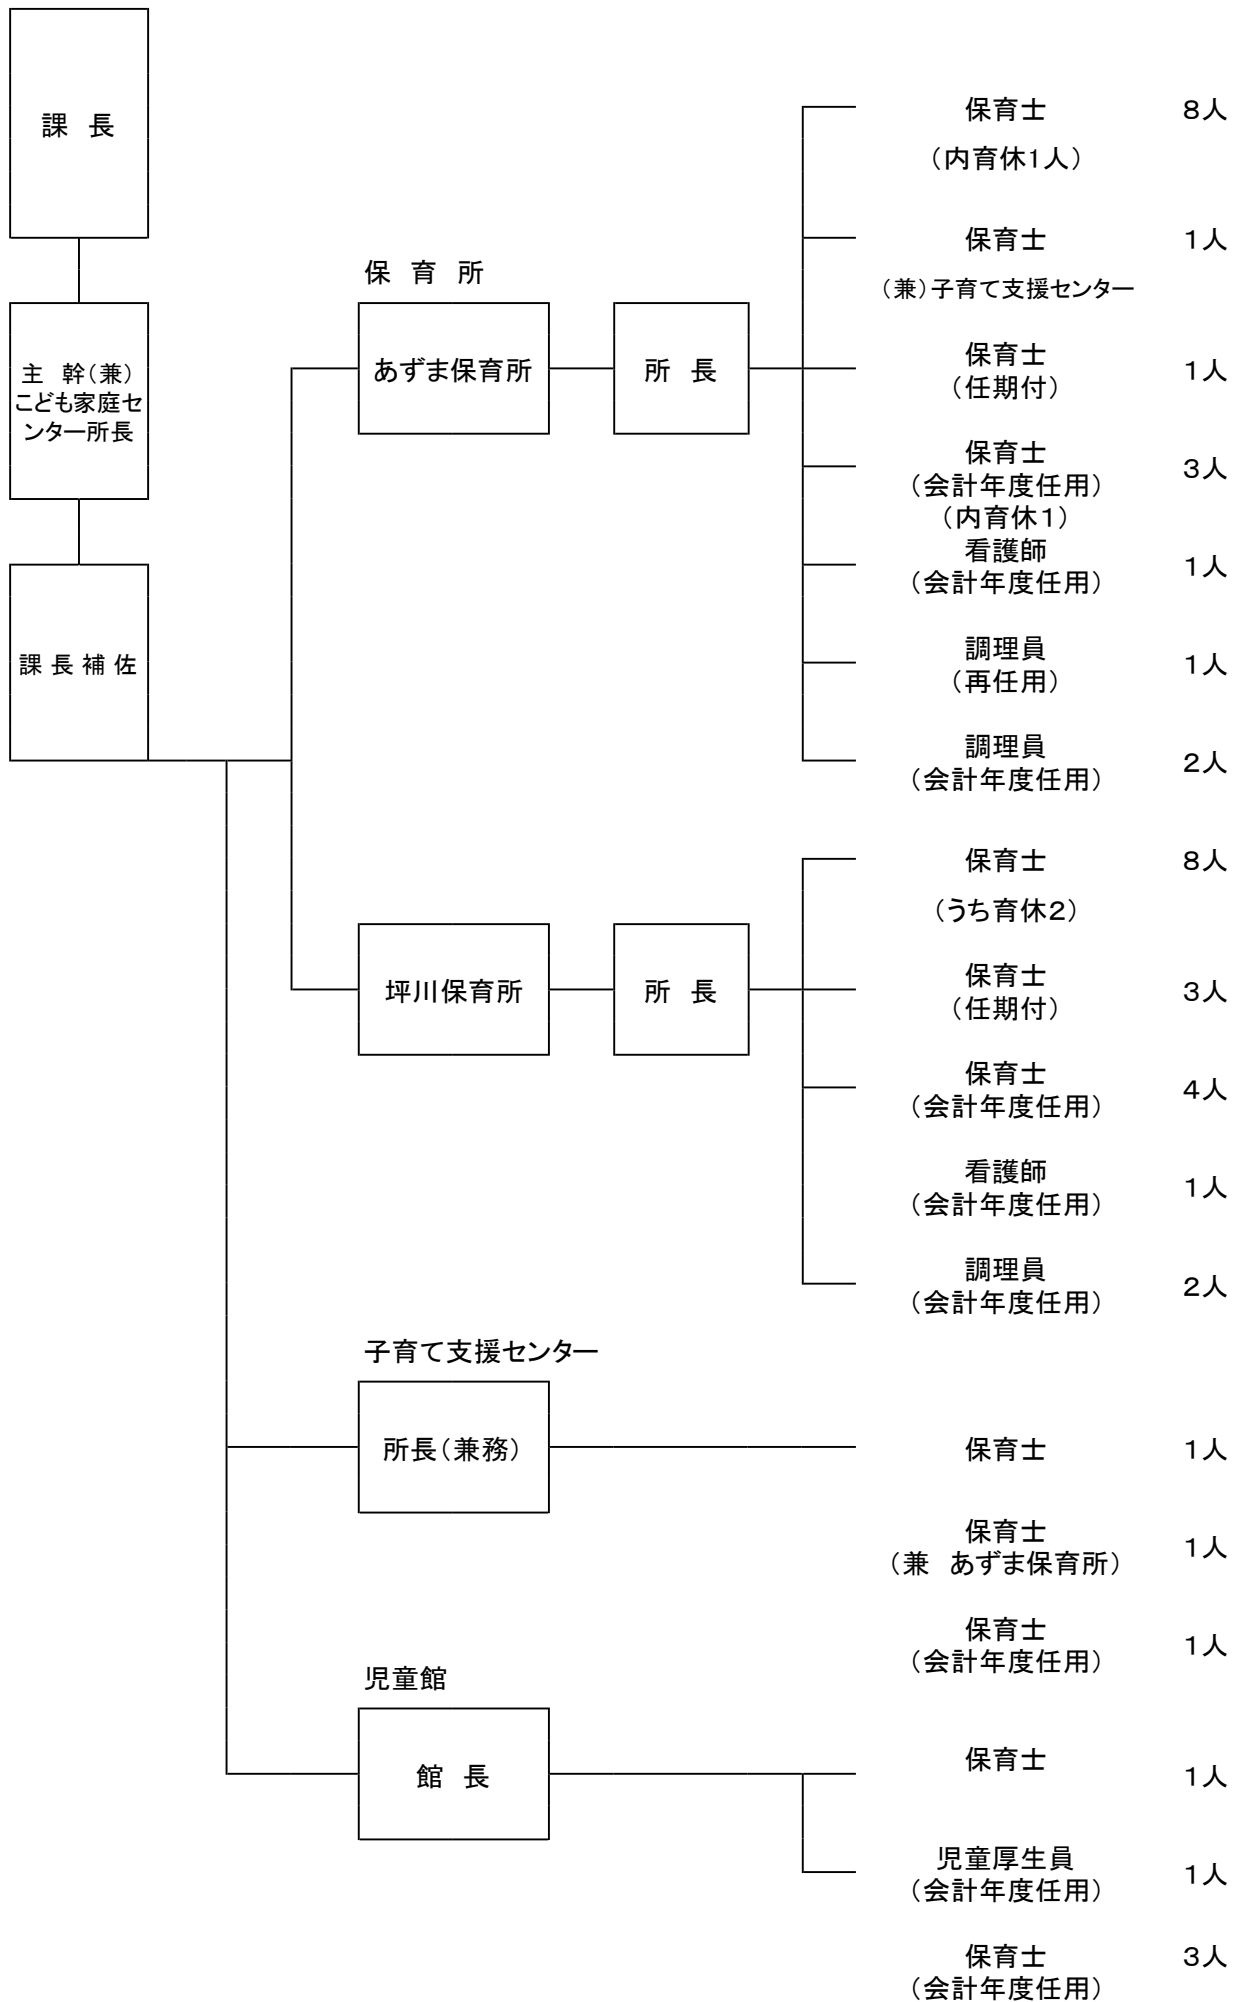 課 長
主 幹（兼）
こども家庭セ
ンター所長
課 長 補 佐
保 育 所
あずま保育所
所 長
保育士 8人
（内育休1人）
保育士 1人
（兼）子育て支援センター
保育士
（任期付） 1人
保育士
（会計年度任用） 3人
（内育休１）
看護師
（会計年度任用） 1人
調理員
（再任用） 1人
調理員
（会計年度任用） 2人
坪川保育所
所 長
保育士 8人
（うち育休２）
保育士
（任期付） 3人
保育士
（会計年度任用） 4人
看護師
（会計年度任用） 1人
調理員
（会計年度任用） 2人
子育て支援センター
所長（兼務）
保育士 1人
保育士
（兼　あずま保育所） 1人
保育士
（会計年度任用） 1人
児童館
館 長
保育士 1人
児童厚生員
（会計年度任用） 1人
保育士 3人
（会計年度任用）